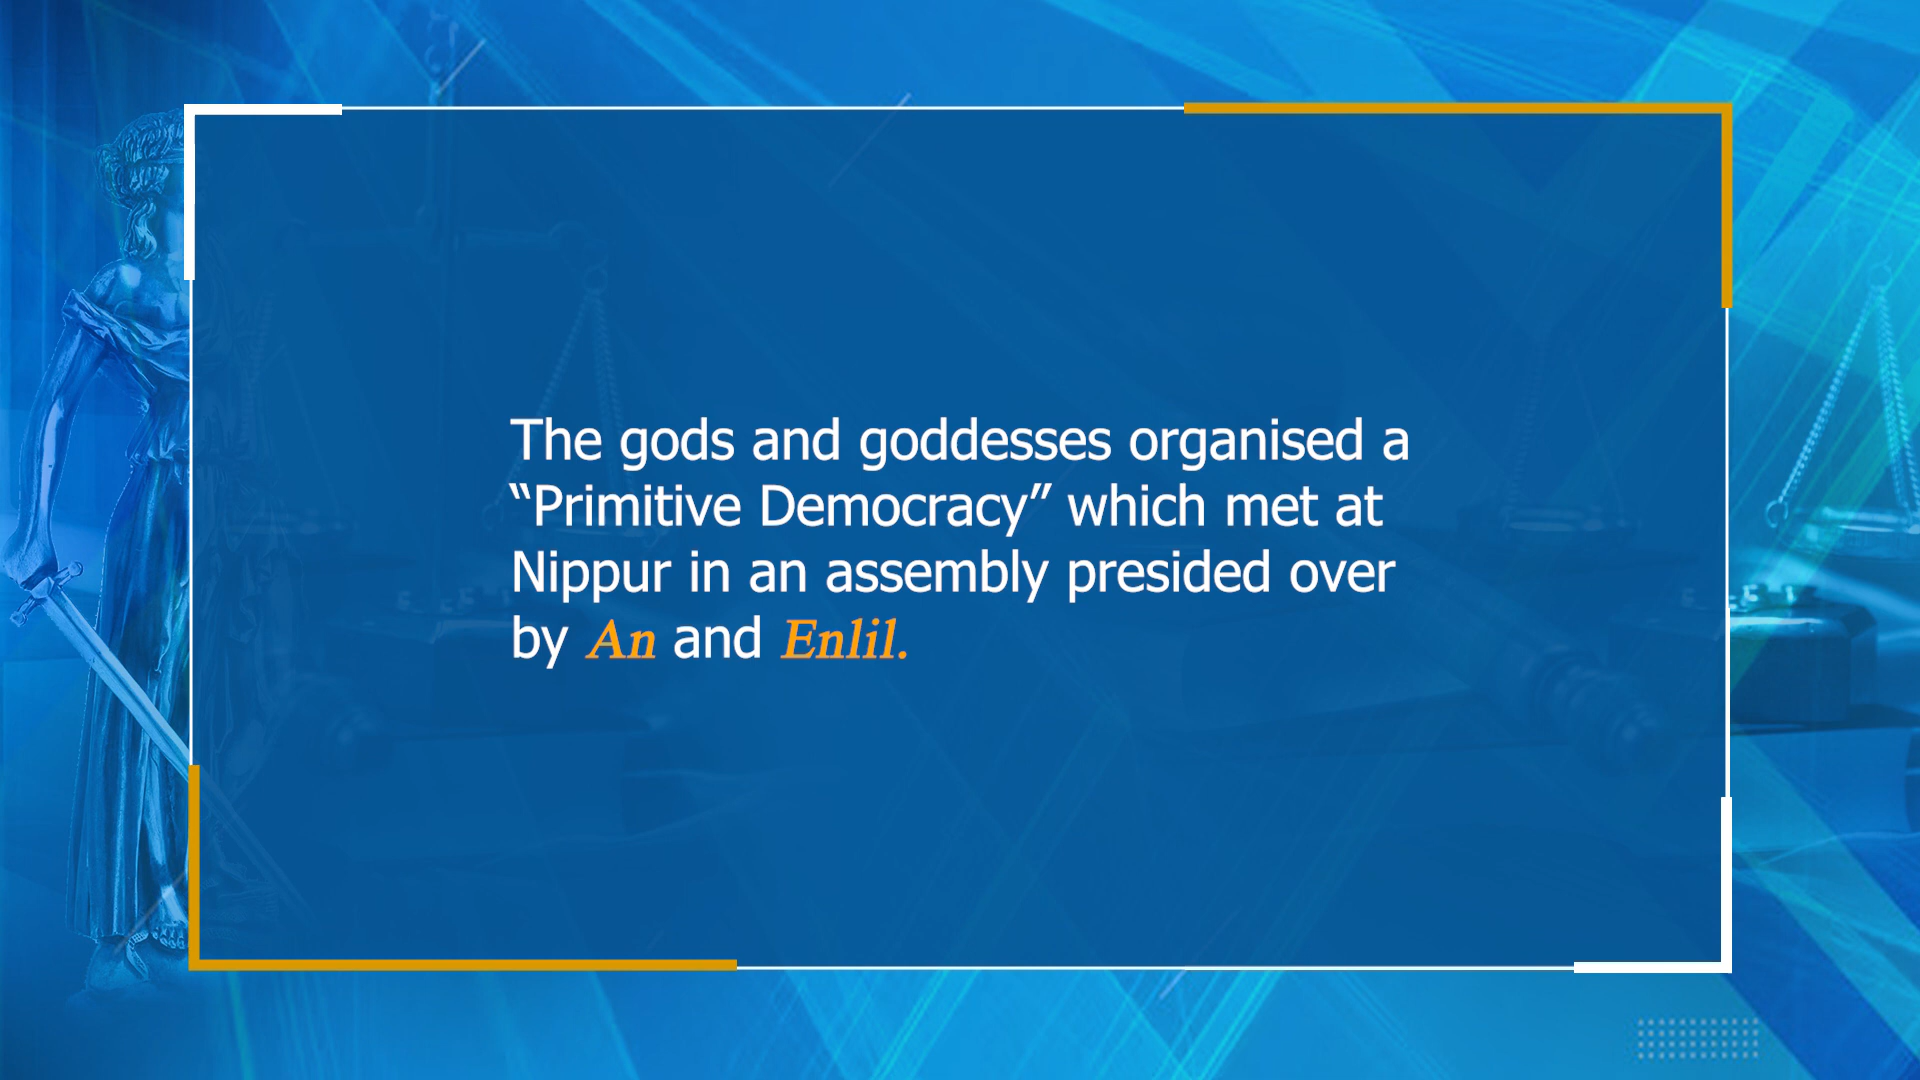 The gods and goddesses organised a
“Primitive Democracy” which met at
Nippur in an assembly presided over
by An and Enlil.